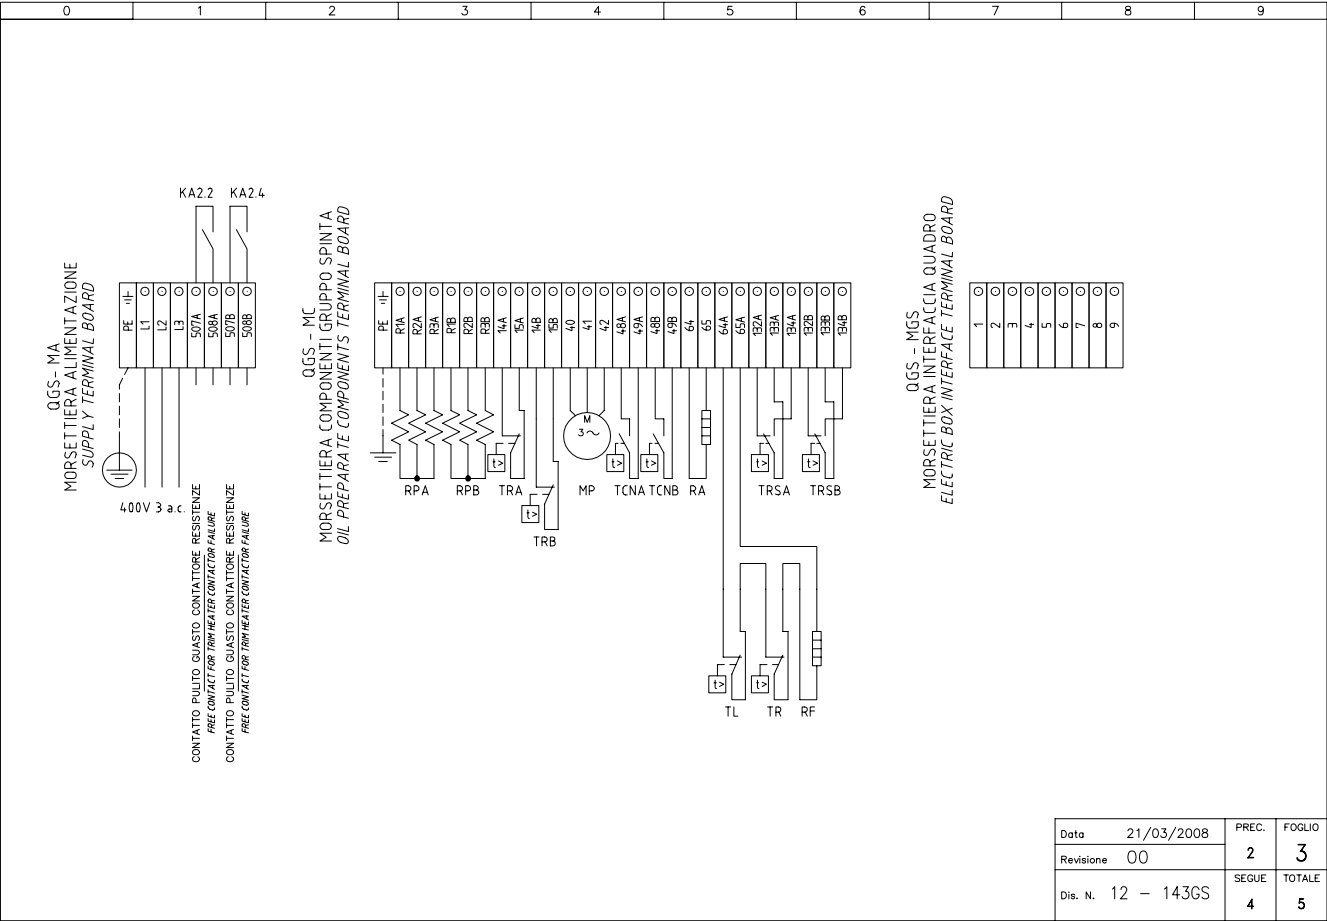 0 1 2 3 4 5 6 7 8 9
QGS - MA
MORSETTIERA ALIMENTAZIONE
SUPPLY TERMINAL BOARD
KA2.2 KA2.4
PE L1 L2 L3 507A 508A 507B 508B
400V 3 a.c.
CONTATTO PULITO GUASTO CONTATTORE RESISTENZE
FREE CONTACT FOR TRIM HEATER CONTACTOR FAILURE
CONTATTO PULITO GUASTO CONTATTORE RESISTENZE
FREE CONTACT FOR TRIM HEATER CONTACTOR FAILURE
QGS - MC
MORSETTIERA COMPONENTI GRUPPO SPINTA
OIL PREPARATE COMPONENTS TERMINAL BOARD
PE R1A R2A R3A R1B R2B R3B 14A 15A 14B 15B 40 41 42 48A 49A 48B 49B 64 65 64A 65A 132A 133A 134A 132B 133B 134B
M
3~
t> t> t> t> t>
RPA RPB TRA MP TCNA TCNB RA TRSA TRSB
t>
TRB
t> t>
TL TR RF
QGS - MGS
MORSETTIERA INTERFACCIA QUADRO
ELECTRIC BOX INTERFACE TERMINAL BOARD
1 2 3 4 5 6 7 8 9
Data 21/03/2008 PREC. FOGLIO
Revisione 00 2 3
Dis. N. 12 - 143GS SEGUE TOTALE
4 5